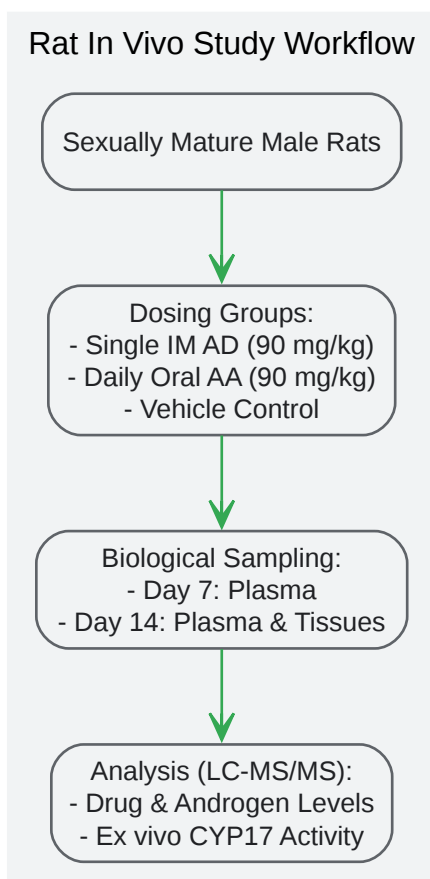 Rat In Vivo Study Workflow
Sexually Mature Male Rats
Dosing Groups:
- Single IM AD (90 mg/kg)
- Daily Oral AA (90 mg/kg)
- Vehicle Control
Biological Sampling:
- Day 7: Plasma
- Day 14: Plasma & Tissues
Analysis (LC-MS/MS):
- Drug & Androgen Levels
- Ex vivo CYP17 Activity